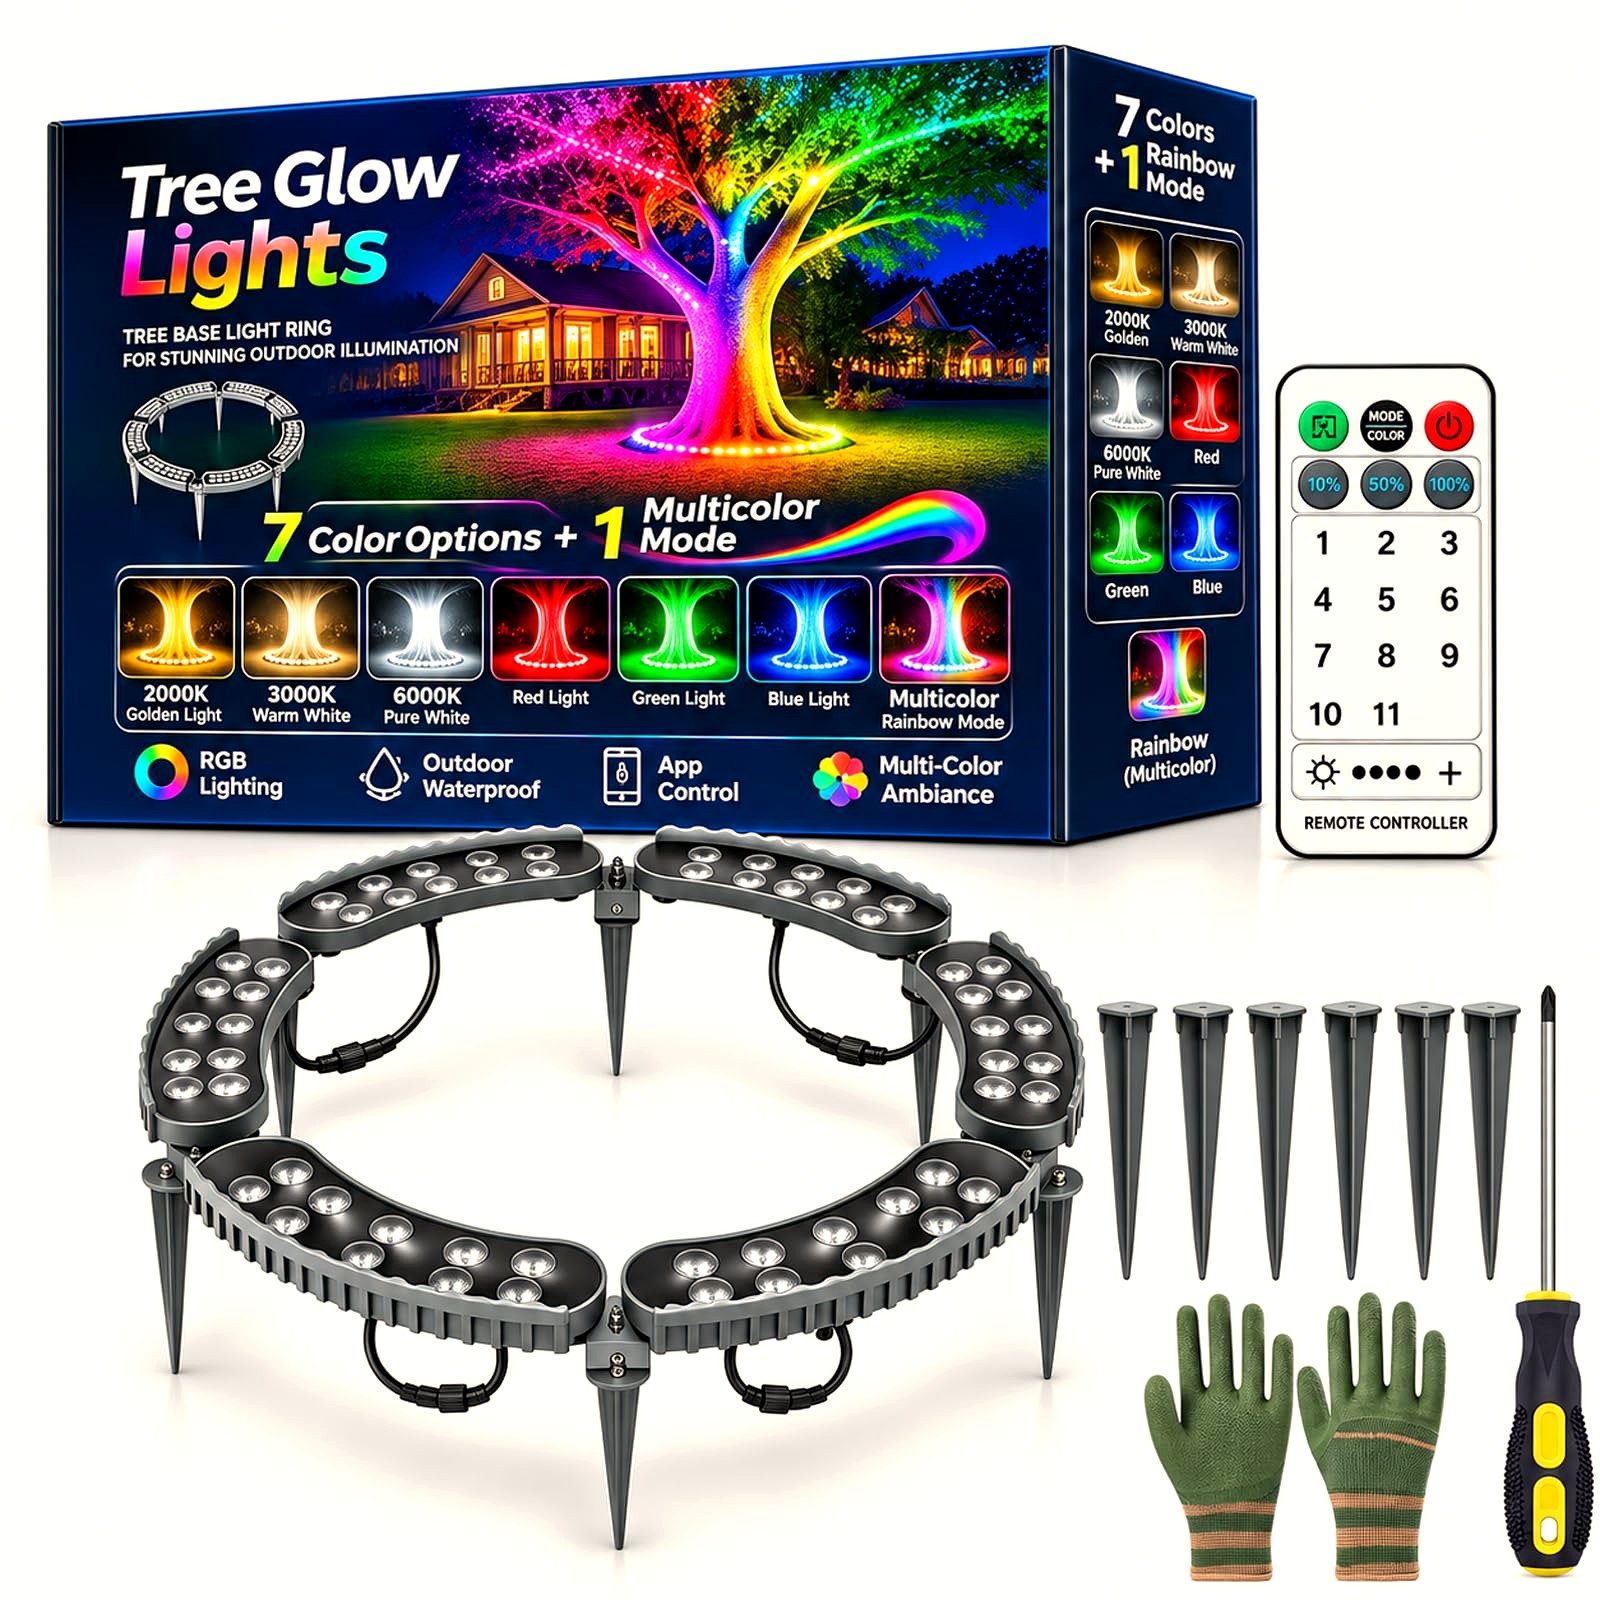 Tree Glow
Lights
TREE BASE LIGHT RING
FOR STUNNING OUTDOOR ILLUMINATION
7 Color Options + 1 Multicolor
Mode
2000K
Golden Light
3000K
Warm White
6000K
Pure White
Red Light
Green Light
Blue Light
Multicolor
Rainbow Mode
RGB
Lighting
Outdoor
Waterproof
App
Control
Multi-Color
Ambiance
7 Colors
+ 1 Rainbow
Mode
2000K
Golden
3000K
Warm White
6000K
Pure White
Red
Green
Blue
Rainbow
(Multicolor)
MODE
COLOR
10% 50% 100%
1 2 3
4 5 6
7 8 9
10 11
+
REMOTE CONTROLLER